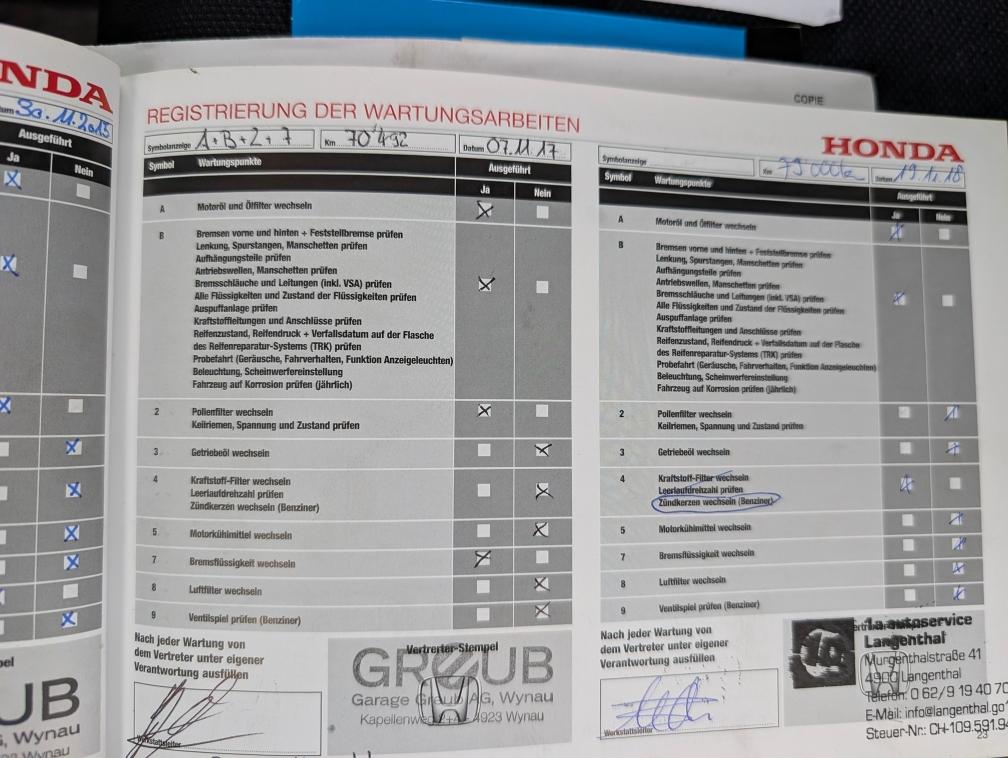 COPIE
NDA
30.11.2015
Ausgeführt
Ja
Nein
UB
Wynau
REGISTRIERUNG DER WARTUNGSARBEITEN
Symbolanzeige A+B+2+7 Km 70'492 Datum 07.11.17
Symbol Wartungspunkte Ausgeführt
Ja Nein
A Motoröl und Ölfilter wechseln
B Bremsen vorne und hinten + Feststellbremse prüfen
Lenkung, Spurstangen, Manschetten prüfen
Aufhängungsteile prüfen
Antriebswellen, Manschetten prüfen
Bremsschläuche und Leitungen (inkl. VSA) prüfen
Alle Flüssigkeiten und Zustand der Flüssigkeiten prüfen
Auspuffanlage prüfen
Kraftstoffleitungen und Anschlüsse prüfen
Reifenzustand, Reifendruck + Verfallsdatum auf der Flasche
des Reifenreparatur-Systems (TRK) prüfen
Probefahrt (Geräusche, Fahrverhalten, Funktion Anzeigeleuchten)
Beleuchtung, Scheinwerfereinstellung
Fahrzeug auf Korrosion prüfen (jährlich)
2 Pollenfilter wechseln
Keilriemen, Spannung und Zustand prüfen
3 Getriebeöl wechseln
4 Kraftstoff-Filter wechseln
Leerlaufdrehzahl prüfen
Zündkerzen wechseln (Benziner)
5 Motorkühlmittel wechseln
7 Bremsflüssigkeit wechseln
8 Luftfilter wechseln
9 Ventilspiel prüfen (Benziner)
Nach jeder Wartung von
dem Vertreter unter eigener
Verantwortung ausfüllen
Werkstattsleiter
Vertreter-Stempel
GRAUB
Garage Graub AG, Wynau
4923 Wynau
HONDA
Symbolanzeige Km Datum
Symbol Wartungspunkte Ausgeführt
Ja Nein
A Motoröl und Ölfilter wechseln
B Bremsen vorne und hinten + Feststellbremse prüfen
Lenkung, Spurstangen, Manschetten prüfen
Aufhängungsteile prüfen
Antriebswellen, Manschetten prüfen
Bremsschläuche und Leitungen (inkl. VSA) prüfen
Alle Flüssigkeiten und Zustand der Flüssigkeiten prüfen
Auspuffanlage prüfen
Kraftstoffleitungen und Anschlüsse prüfen
Reifenzustand, Reifendruck + Verfallsdatum auf der Flasche
des Reifenreparatur-Systems (TRK) prüfen
Probefahrt (Geräusche, Fahrverhalten, Funktion Anzeigeleuchten)
Beleuchtung, Scheinwerfereinstellung
Fahrzeug auf Korrosion prüfen (jährlich)
2 Pollenfilter wechseln
Keilriemen, Spannung und Zustand prüfen
3 Getriebeöl wechseln
4 Kraftstoff-Filter wechseln
Leerlaufdrehzahl prüfen
Zündkerzen wechseln (Benziner)
5 Motorkühlmittel wechseln
7 Bremsflüssigkeit wechseln
8 Luftfilter wechseln
9 Ventilspiel prüfen (Benziner)
Nach jeder Wartung von
dem Vertreter unter eigener
Verantwortung ausfüllen
Werkstattsleiter
1a autoservice
Langenthal
Murgenthalstraße 41
4900 Langenthal
Telefon: 0 62/9 19 40 70
E-Mail: info@langenthal.go
Steuer-Nr.: CH-109.591.9
23